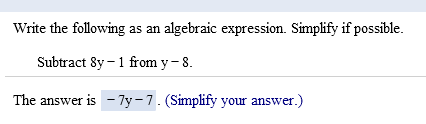 Write the following as an algebraic expression. Simplify if possible.
Subtract 8y − 1 from y − 8.
The answer is − 7y − 7. (Simplify your answer.)